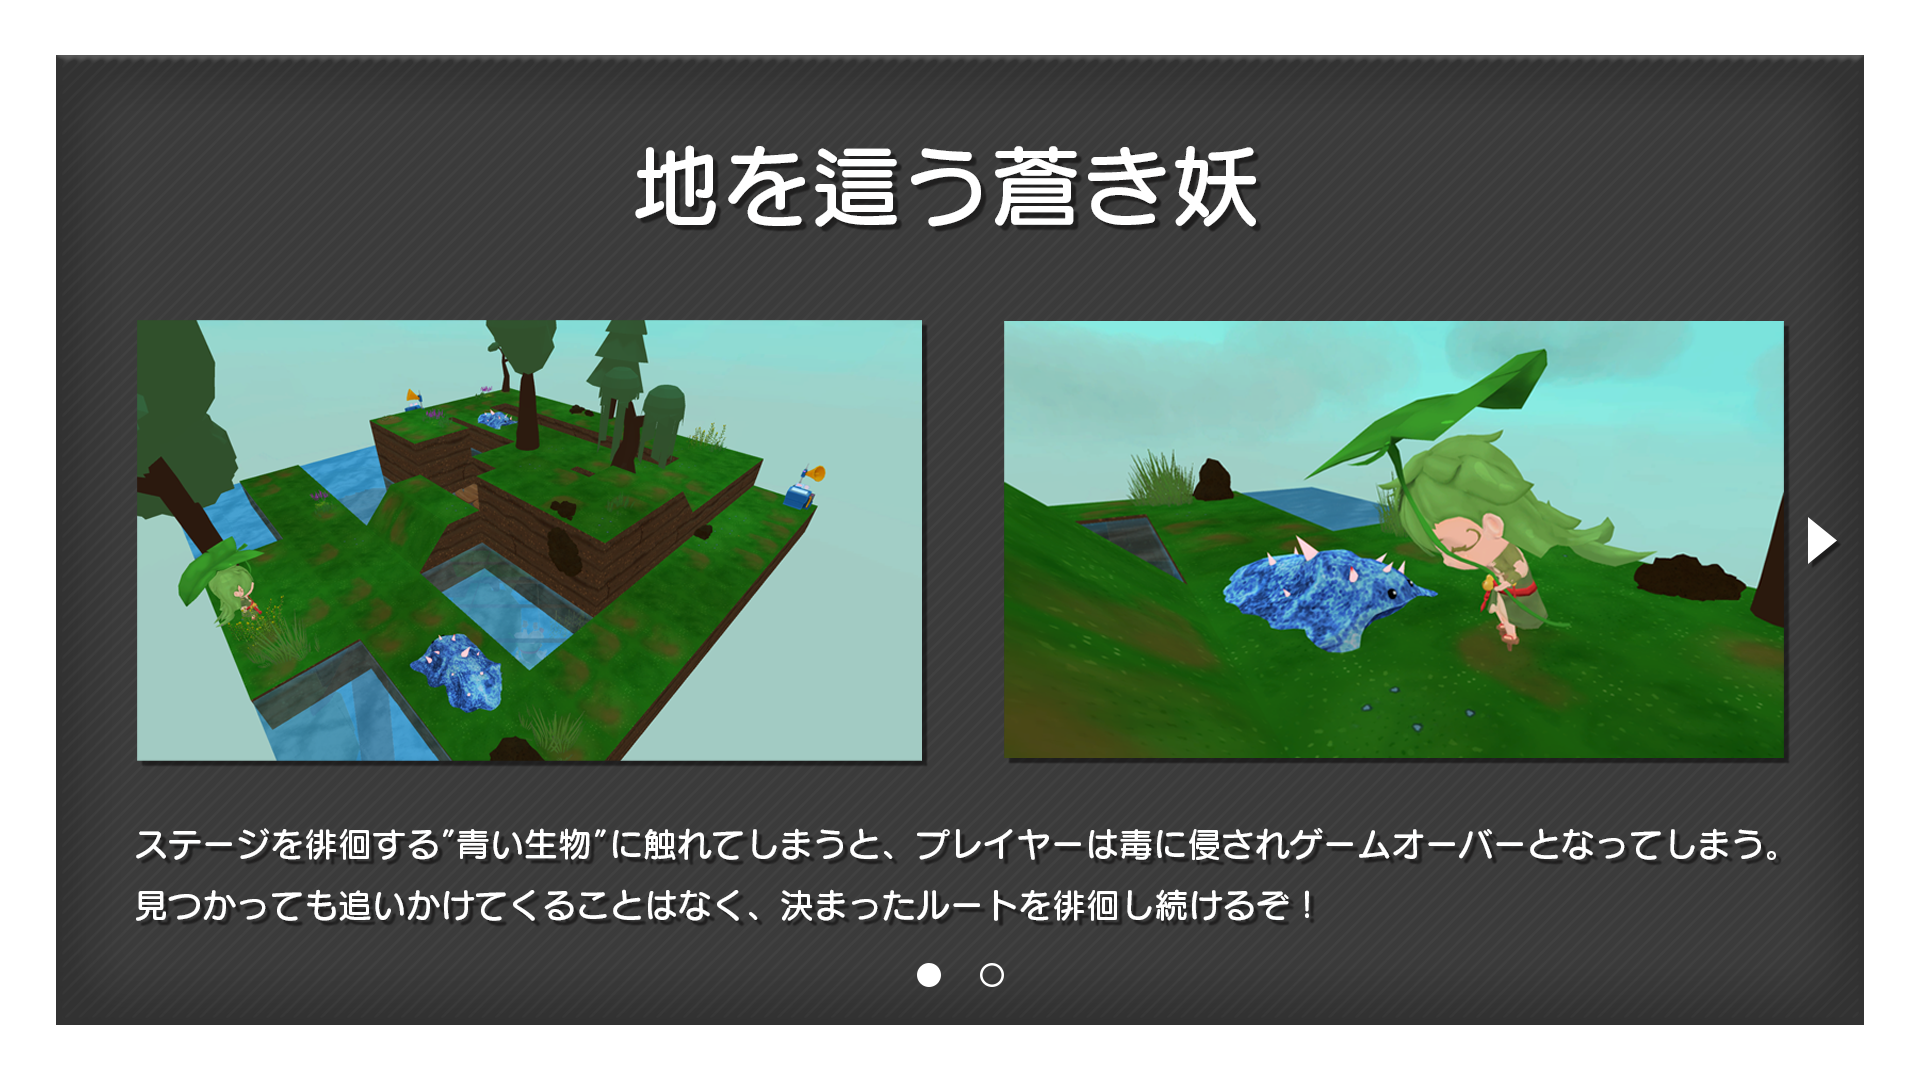 地を這う蒼き妖
ステージを徘徊する"青い生物"に触れてしまうと、プレイヤーは毒に侵されゲームオーバーとなってしまう。
見つかっても追いかけてくることはなく、決まったルートを徘徊し続けるぞ！